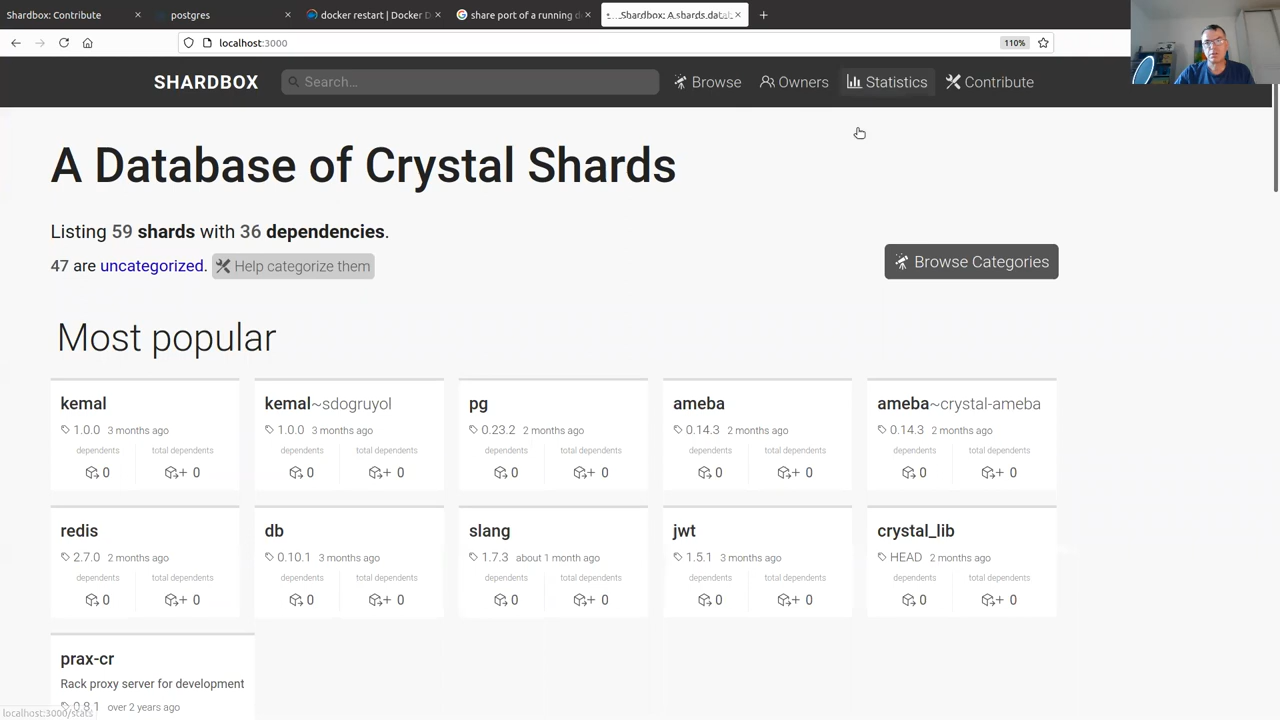 Shardbox: Contribute
postgres
docker restart | Docker D
share port of a running d
Shardbox: A shards datab
localhost:3000
110%
SHARDBOX
Search...
Browse
Owners
Statistics
Contribute
A Database of Crystal Shards
Listing 59 shards with 36 dependencies.
47 are uncategorized. Help categorize them
Browse Categories
Most popular
kemal
1.0.0 3 months ago
dependents total dependents
0 0
kemal~sdogruyol
1.0.0 3 months ago
dependents total dependents
0 0
pg
0.23.2 2 months ago
dependents total dependents
0 0
ameba
0.14.3 2 months ago
dependents total dependents
0 0
ameba~crystal-ameba
0.14.3 2 months ago
dependents total dependents
0 0
redis
2.7.0 2 months ago
dependents total dependents
0 0
db
0.10.1 3 months ago
dependents total dependents
0 0
slang
1.7.3 about 1 month ago
dependents total dependents
0 0
jwt
1.5.1 3 months ago
dependents total dependents
0 0
crystal_lib
HEAD 2 months ago
dependents total dependents
0 0
prax-cr
Rack proxy server for development
0.8.1 over 2 years ago
localhost:3000/stats